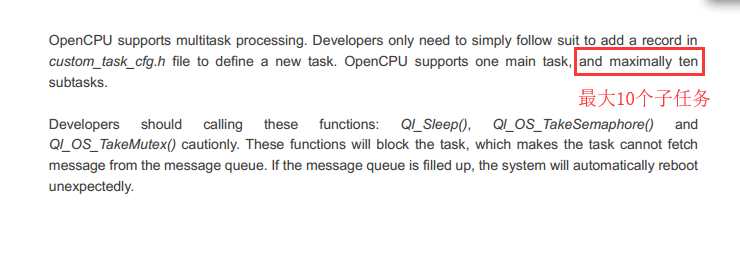 OpenCPU supports multitask processing. Developers only need to simply follow suit to add a record in
custom_task_cfg.h file to define a new task. OpenCPU supports one main task, and maximally ten
subtasks.
最大10个子任务
Developers should calling these functions: Ql_Sleep(), Ql_OS_TakeSemaphore() and
Ql_OS_TakeMutex() cautionly. These functions will block the task, which makes the task cannot fetch
message from the message queue. If the message queue is filled up, the system will automatically reboot
unexpectedly.